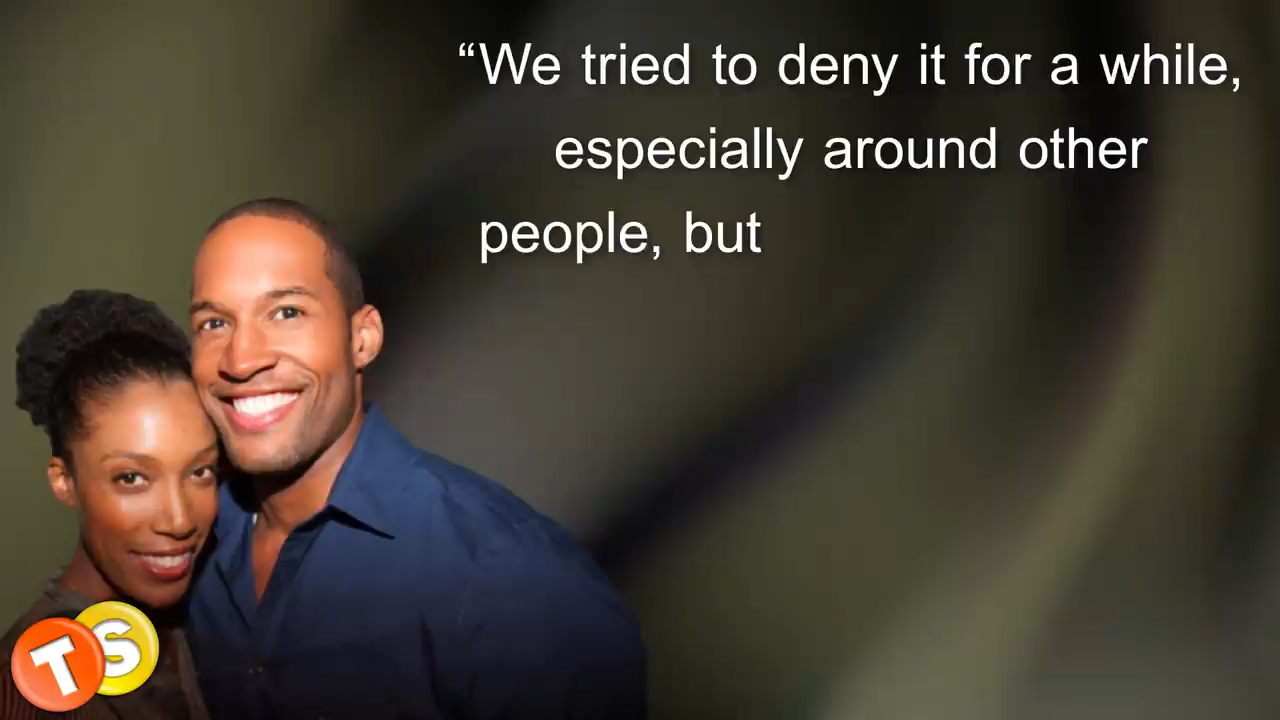 “We tried to deny it for a while,
especially around other
people, but
TS